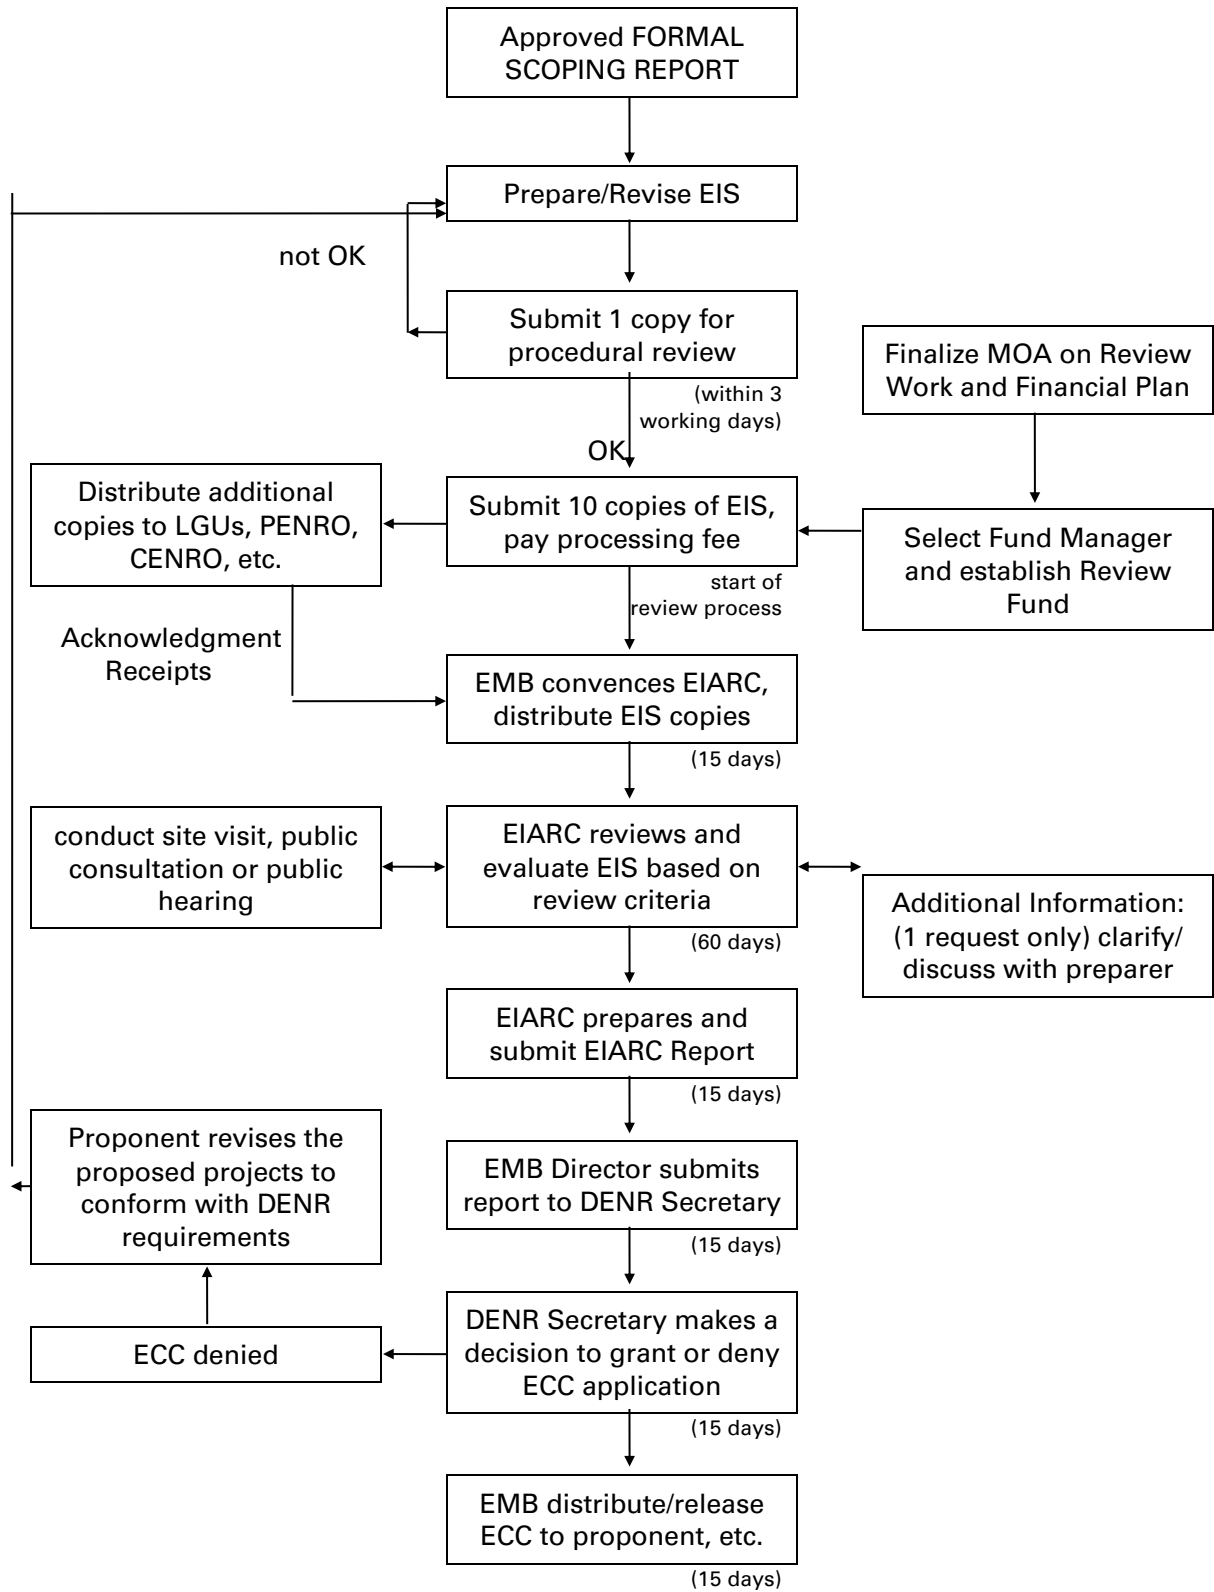 Approved FORMAL
SCOPING REPORT
Prepare/Revise EIS
not OK
Submit 1 copy for
procedural review
(within 3
working days)
OK
Finalize MOA on Review
Work and Financial Plan
Distribute additional
copies to LGUs, PENRO,
CENRO, etc.
Submit 10 copies of EIS,
pay processing fee
start of
review process
Select Fund Manager
and establish Review
Fund
Acknowledgment
Receipts
EMB convences EIARC,
distribute EIS copies
(15 days)
conduct site visit, public
consultation or public
hearing
EIARC reviews and
evaluate EIS based on
review criteria
(60 days)
Additional Information:
(1 request only) clarify/
discuss with preparer
EIARC prepares and
submit EIARC Report
(15 days)
Proponent revises the
proposed projects to
conform with DENR
requirements
EMB Director submits
report to DENR Secretary
(15 days)
ECC denied
DENR Secretary makes a
decision to grant or deny
ECC application
(15 days)
EMB distribute/release
ECC to proponent, etc.
(15 days)